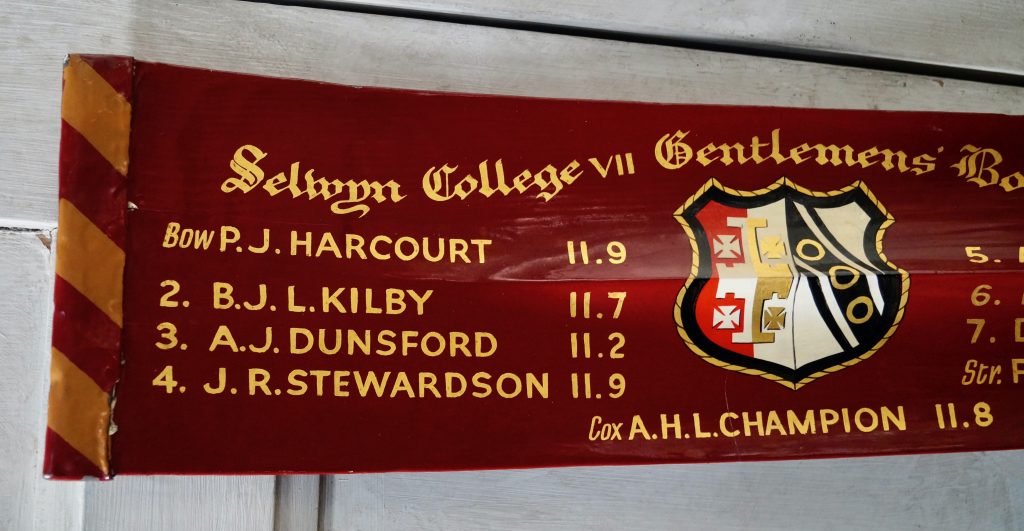 Selwyn College VII Gentlemens' Bo
Bow P.J. HARCOURT 11.9
2. B.J.L. KILBY 11.7
3. A.J. DUNSFORD 11.2
4. J.R. STEWARDSON 11.9
5.
6.
7. D
Str.
Cox A.H.L. CHAMPION 11.8